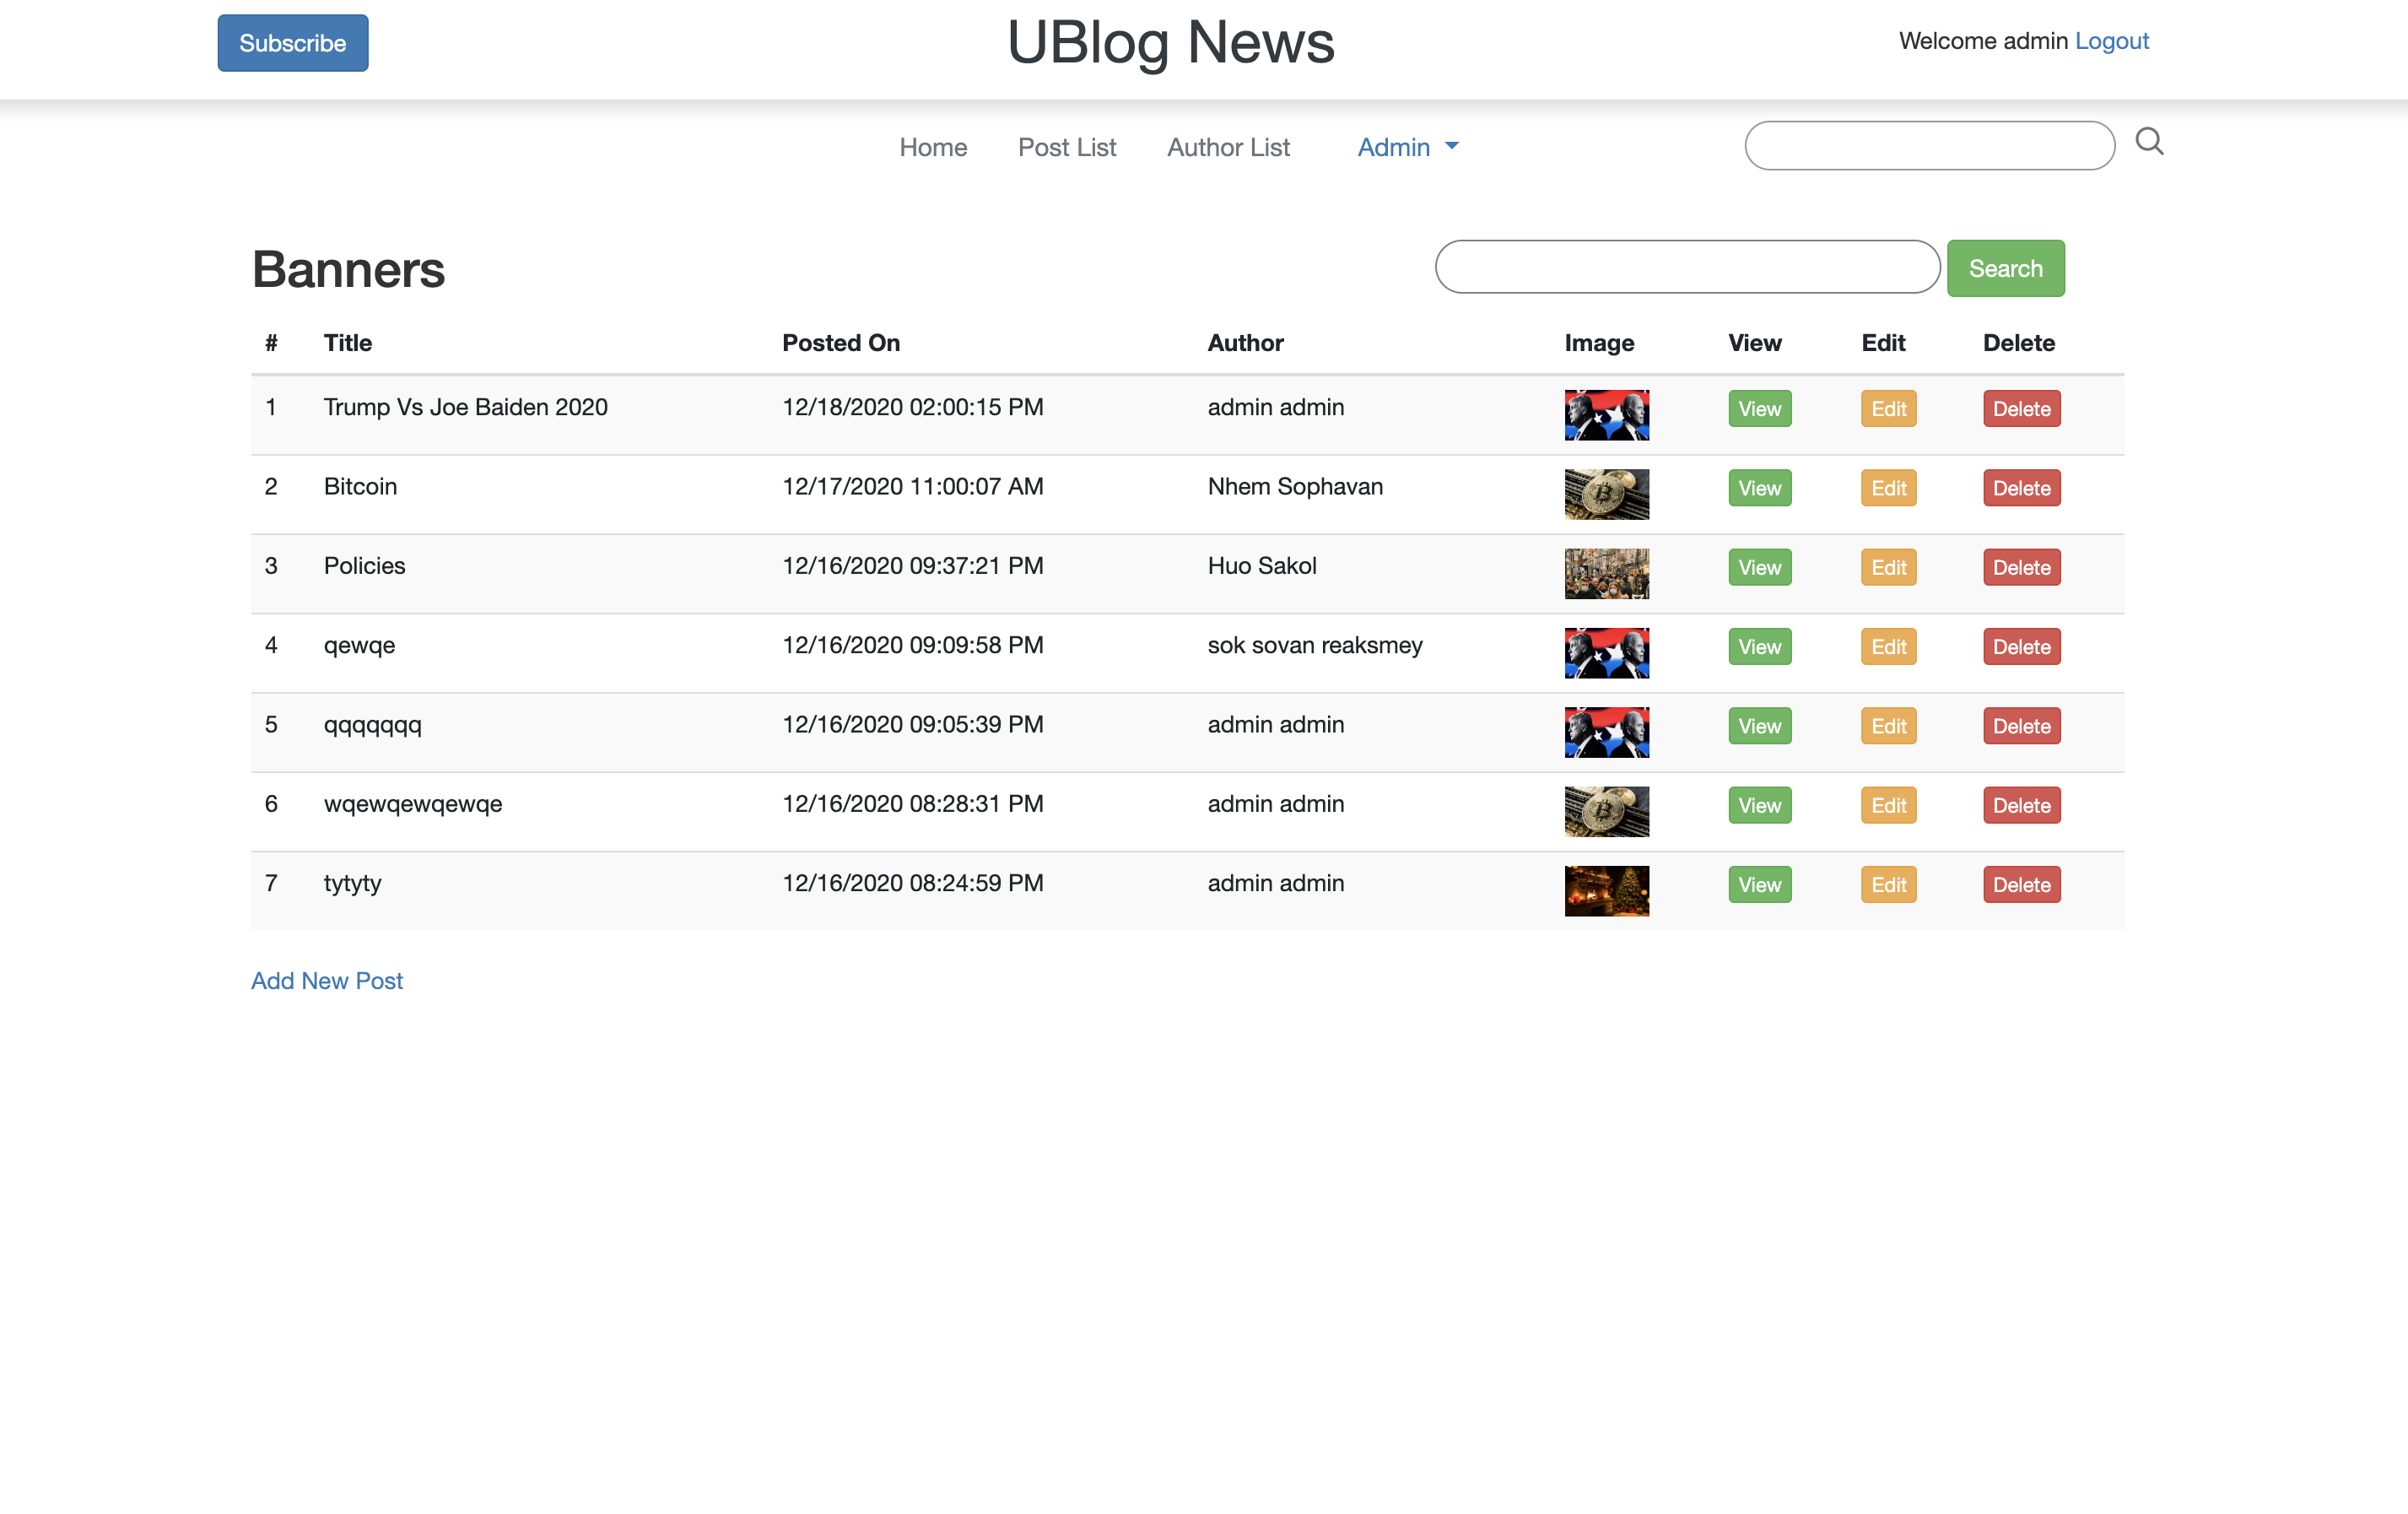 Subscribe
UBlog News
Welcome admin Logout
Home Post List Author List Admin
Banners
Search
# Title Posted On Author Image View Edit Delete
1 Trump Vs Joe Baiden 2020 12/18/2020 02:00:15 PM admin admin View Edit Delete
2 Bitcoin 12/17/2020 11:00:07 AM Nhem Sophavan View Edit Delete
3 Policies 12/16/2020 09:37:21 PM Huo Sakol View Edit Delete
4 qewqe 12/16/2020 09:09:58 PM sok sovan reaksmey View Edit Delete
5 qqqqqqq 12/16/2020 09:05:39 PM admin admin View Edit Delete
6 wqewqewqewqe 12/16/2020 08:28:31 PM admin admin View Edit Delete
7 tytyty 12/16/2020 08:24:59 PM admin admin View Edit Delete
Add New Post